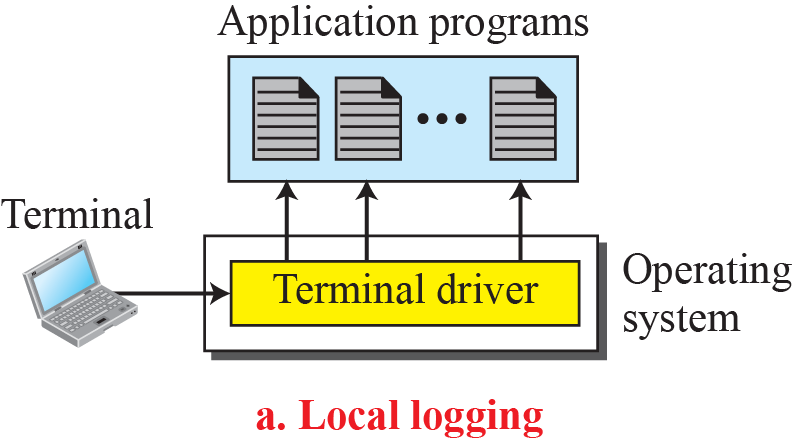 Application programs
Terminal
Terminal driver
Operating
system
a. Local logging